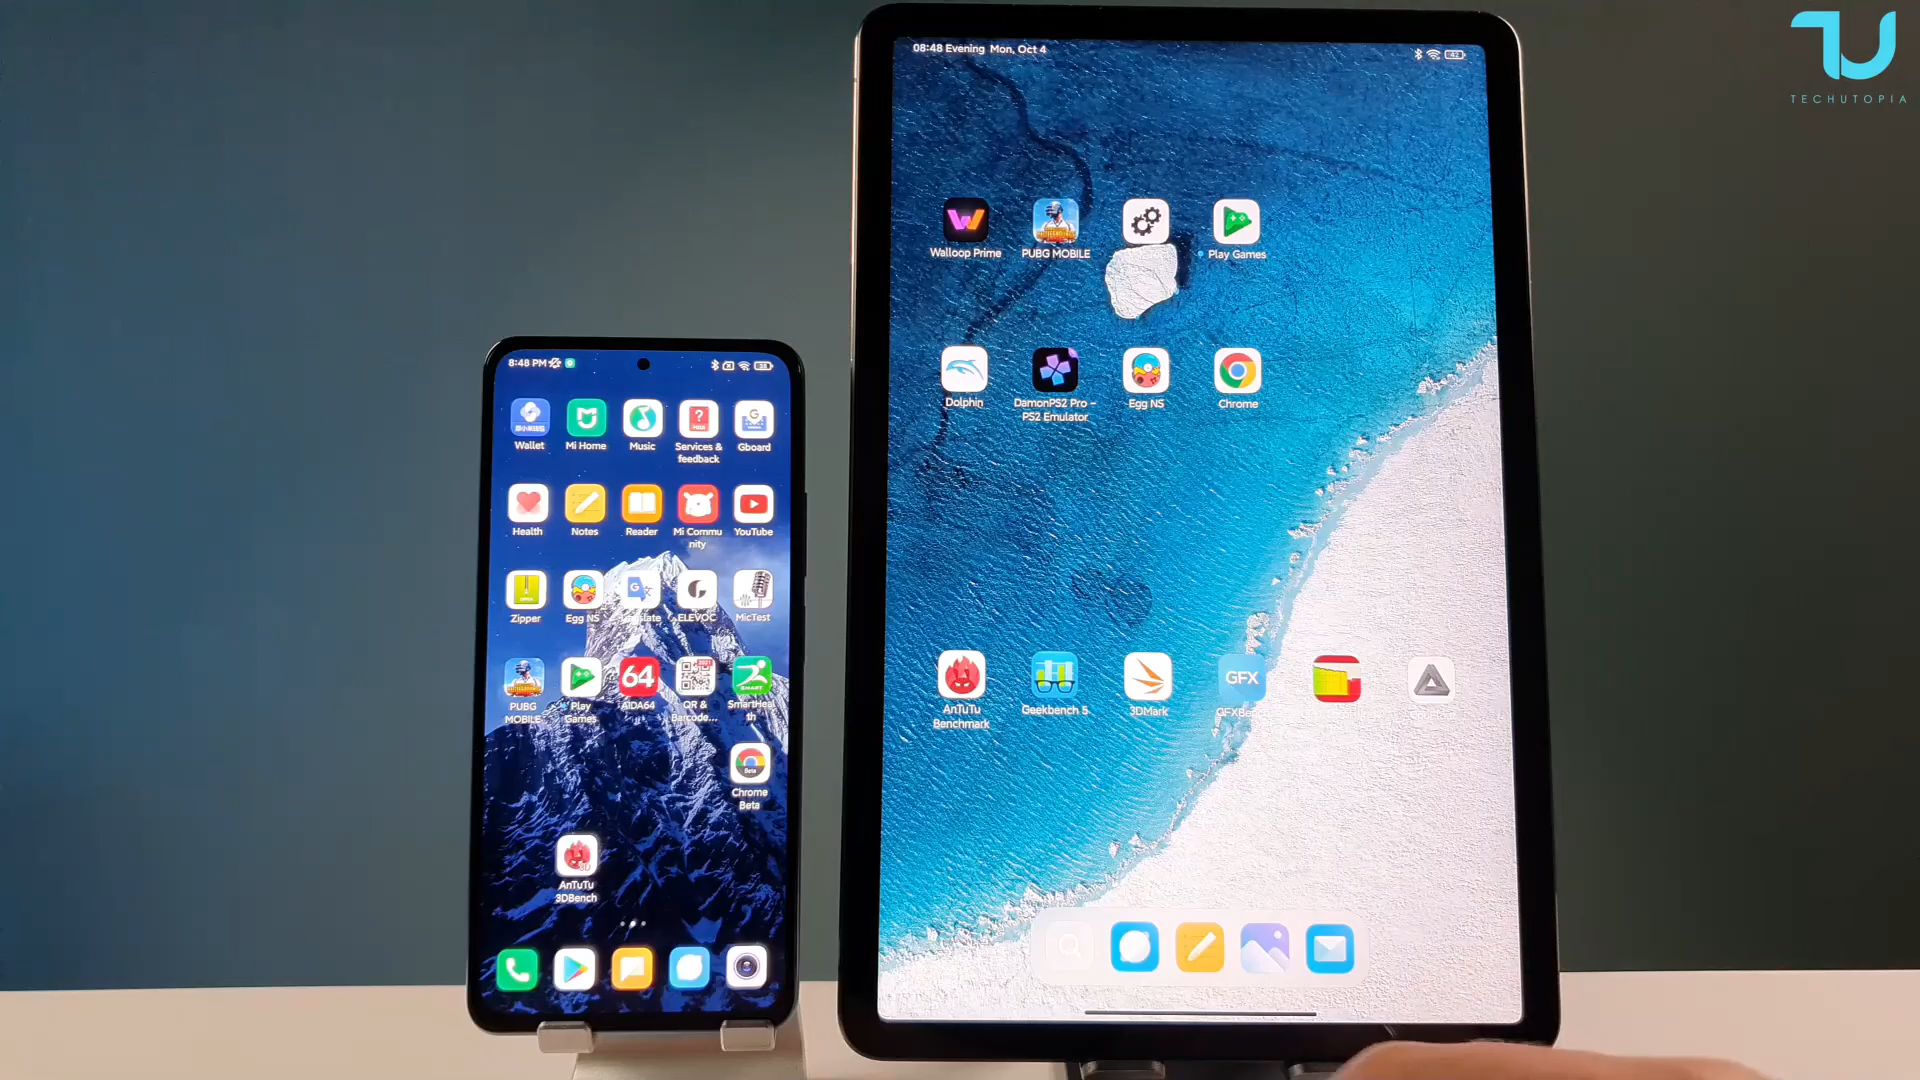 TECHUTOPIA
08:48 Evening Mon, Oct 4
Walloop Prime
PUBG MOBILE
Play Games
Dolphin
DamonPS2 Pro -
PS2 Emulator
Egg NS
Chrome
AnTuTu
Benchmark
Geekbench 5
3DMark
GFX
8:48 PM
Wallet
Mi Home
Music
Services &
feedback
Gboard
Health
Notes
Reader
Mi Commu
nity
YouTube
Zipper
Egg NS
ELEVOC
MicTest
64
PUBG
MOBILE
Play
Games
AIDA64
QR &
Barcode...
SMART
SmartHeal
th
Beta
Chrome
Beta
AnTuTu
3DBench